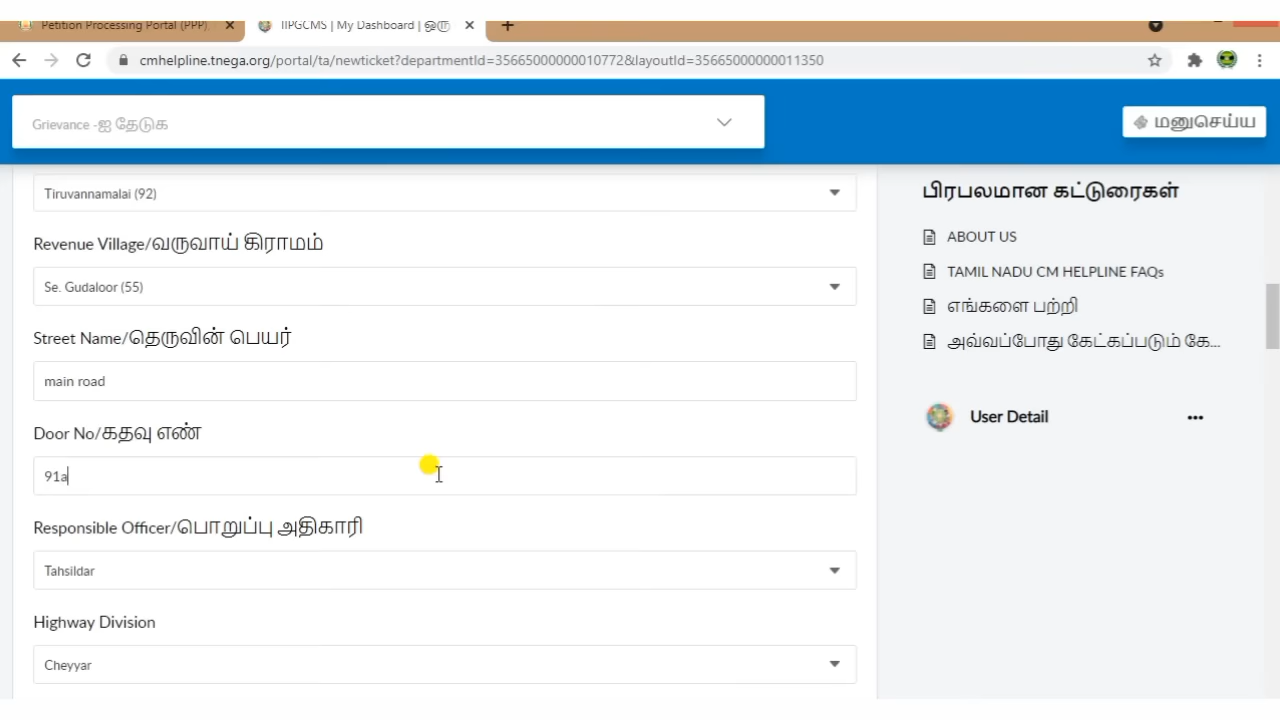 Petition Processing Portal (PPP).
IIPGCMS | My Dashboard | ஒரு
cmhelpline.tnega.org/portal/ta/newticket?departmentId=35665000000010772&layoutId=35665000000011350
Grievance -ஐ தேடுக
மனுசெய்ய
Tiruvannamalai (92)
Revenue Village/வருவாய் கிராமம்
Se. Gudaloor (55)
Street Name/தெருவின் பெயர்
main road
Door No/கதவு எண்
91a
Responsible Officer/பொறுப்பு அதிகாரி
Tahsildar
Highway Division
Cheyyar
பிரபலமான கட்டுரைகள்
ABOUT US
TAMIL NADU CM HELPLINE FAQs
எங்களை பற்றி
அவ்வப்போது கேட்கப்படும் கே...
User Detail